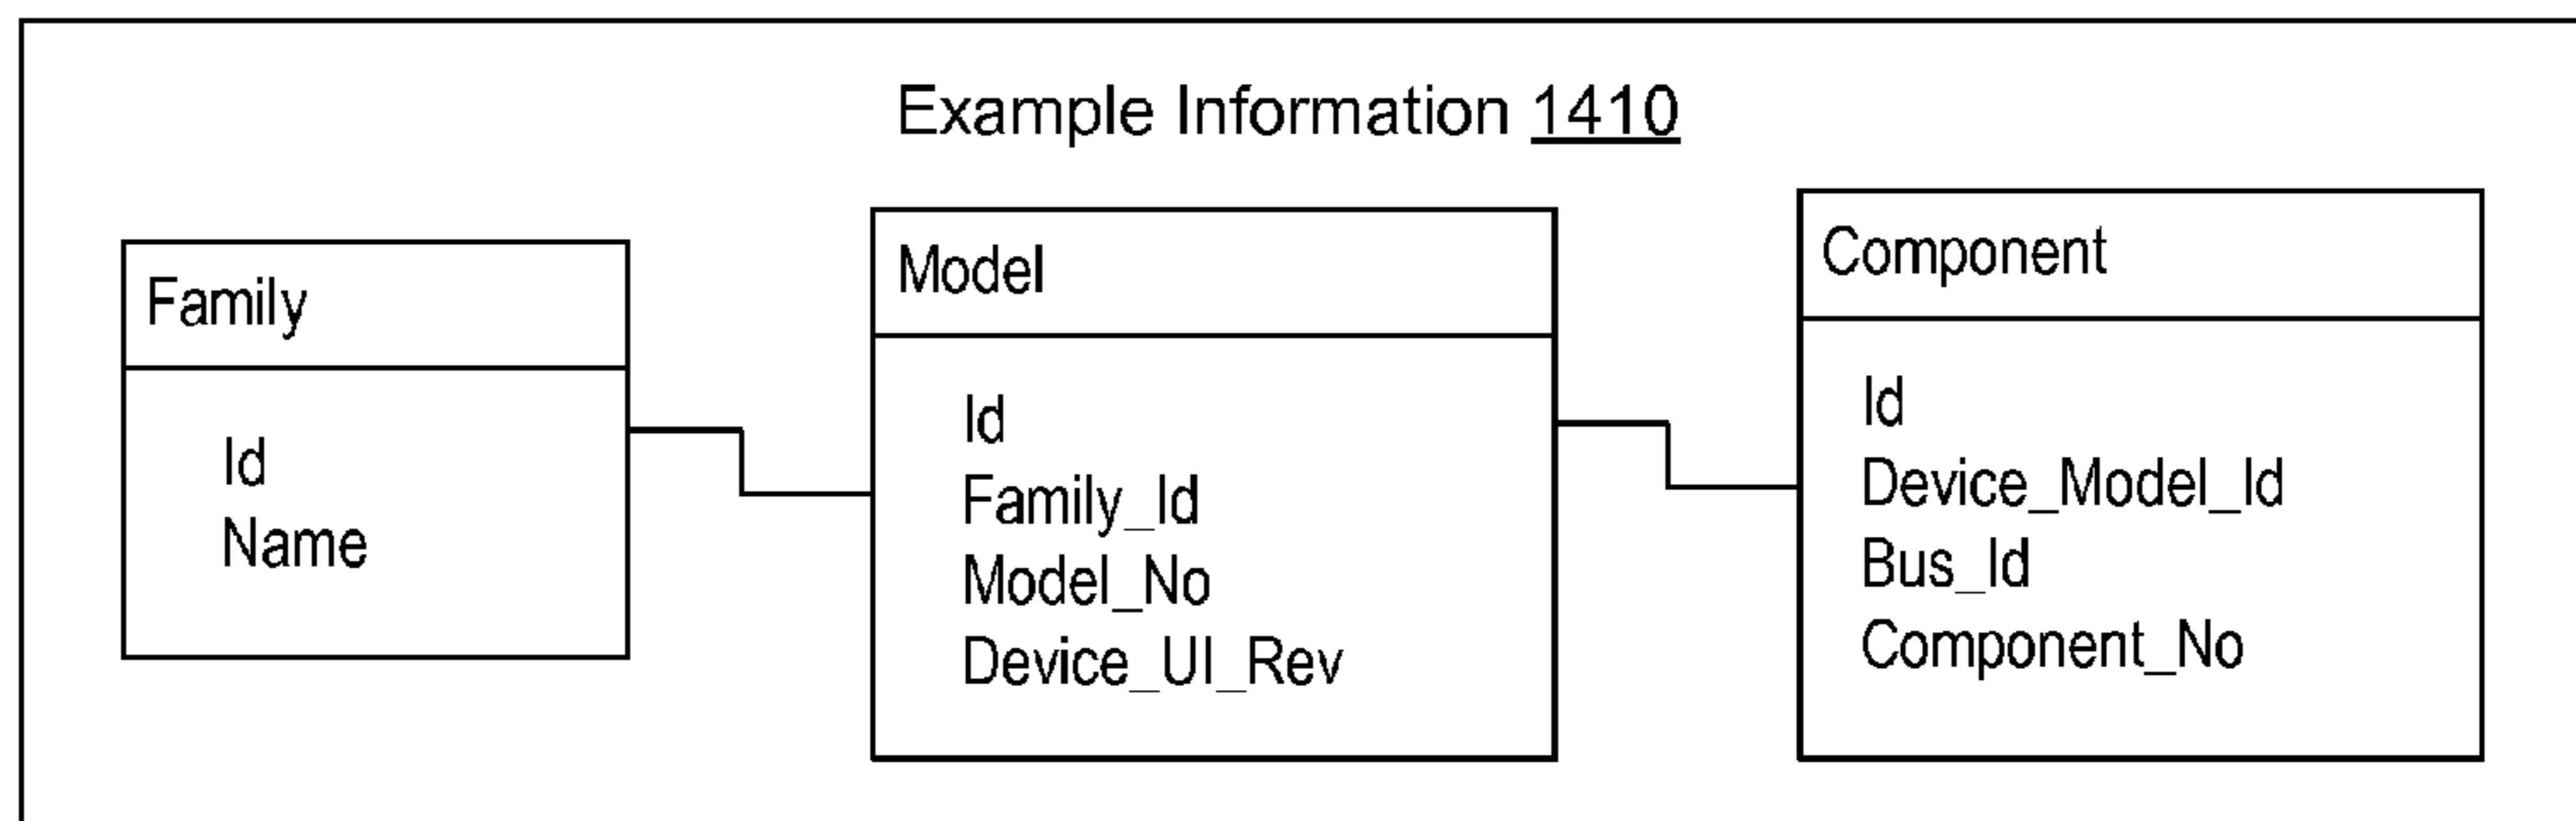 Example Information 1410
Family
Id
Name
Model
Id
Family_Id
Model_No
Device_UI_Rev
Component
Id
Device_Model_Id
Bus_Id
Component_No